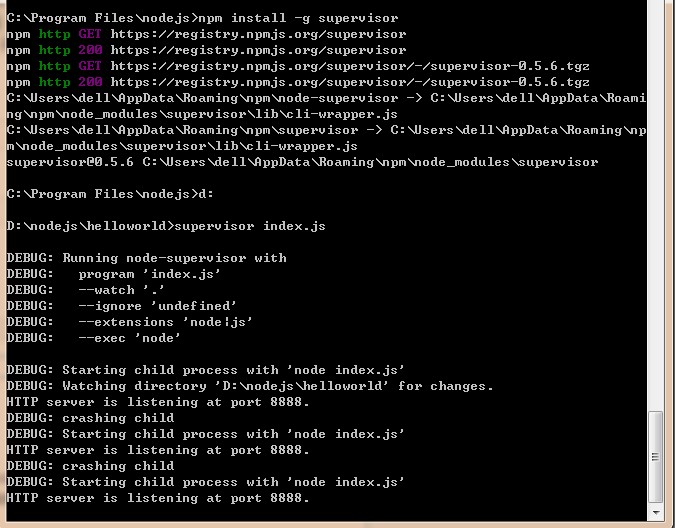 C:\Program Files\nodejs>npm install -g supervisor
npm http GET https://registry.npmjs.org/supervisor
npm http 200 https://registry.npmjs.org/supervisor
npm http GET https://registry.npmjs.org/supervisor/-/supervisor-0.5.6.tgz
npm http 200 https://registry.npmjs.org/supervisor/-/supervisor-0.5.6.tgz
C:\Users\dell\AppData\Roaming\npm\node-supervisor -> C:\Users\dell\AppData\Roami
ng\npm\node_modules\supervisor\lib\cli-wrapper.js
C:\Users\dell\AppData\Roaming\npm\supervisor -> C:\Users\dell\AppData\Roaming\np
m\node_modules\supervisor\lib\cli-wrapper.js
supervisor@0.5.6 C:\Users\dell\AppData\Roaming\npm\node_modules\supervisor
C:\Program Files\nodejs>d:
D:\nodejs\helloworld>supervisor index.js
DEBUG: Running node-supervisor with
DEBUG:   program 'index.js'
DEBUG:   --watch '.'
DEBUG:   --ignore 'undefined'
DEBUG:   --extensions 'node|js'
DEBUG:   --exec 'node'
DEBUG: Starting child process with 'node index.js'
DEBUG: Watching directory 'D:\nodejs\helloworld' for changes.
HTTP server is listening at port 8888.
DEBUG: crashing child
DEBUG: Starting child process with 'node index.js'
HTTP server is listening at port 8888.
DEBUG: crashing child
DEBUG: Starting child process with 'node index.js'
HTTP server is listening at port 8888.